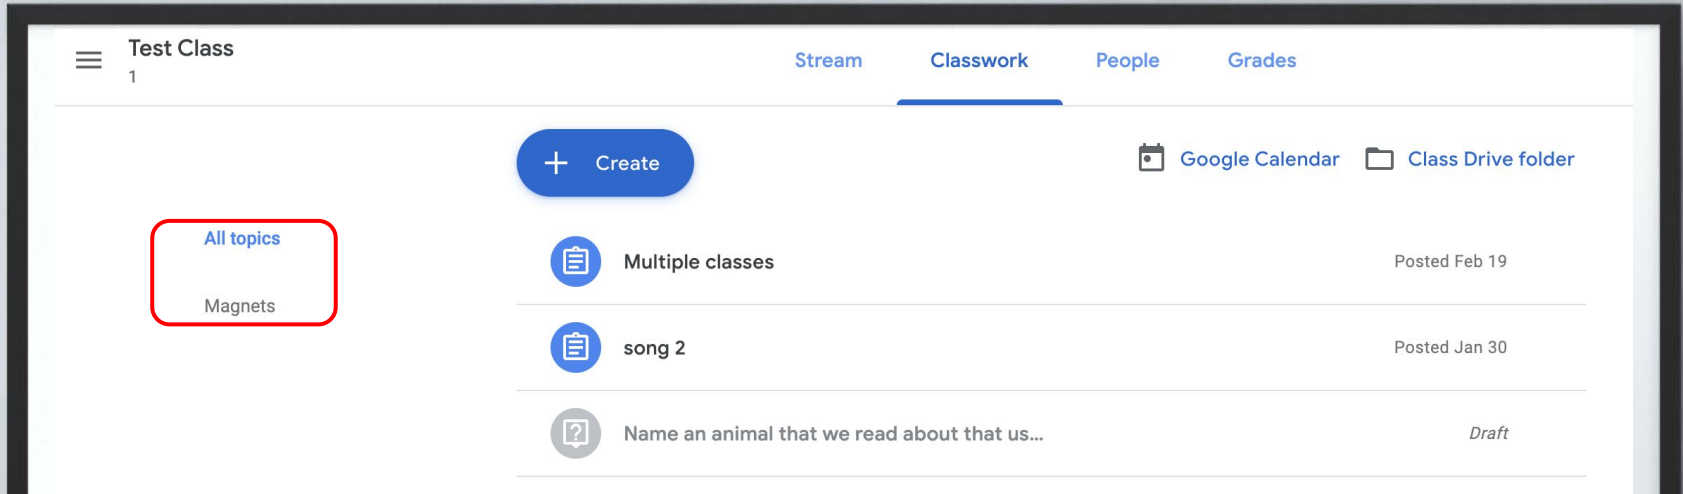 Test Class
1
Stream Classwork People Grades
Create
Google Calendar Class Drive folder
All topics
Magnets
Multiple classes Posted Feb 19
song 2 Posted Jan 30
Name an animal that we read about that us... Draft